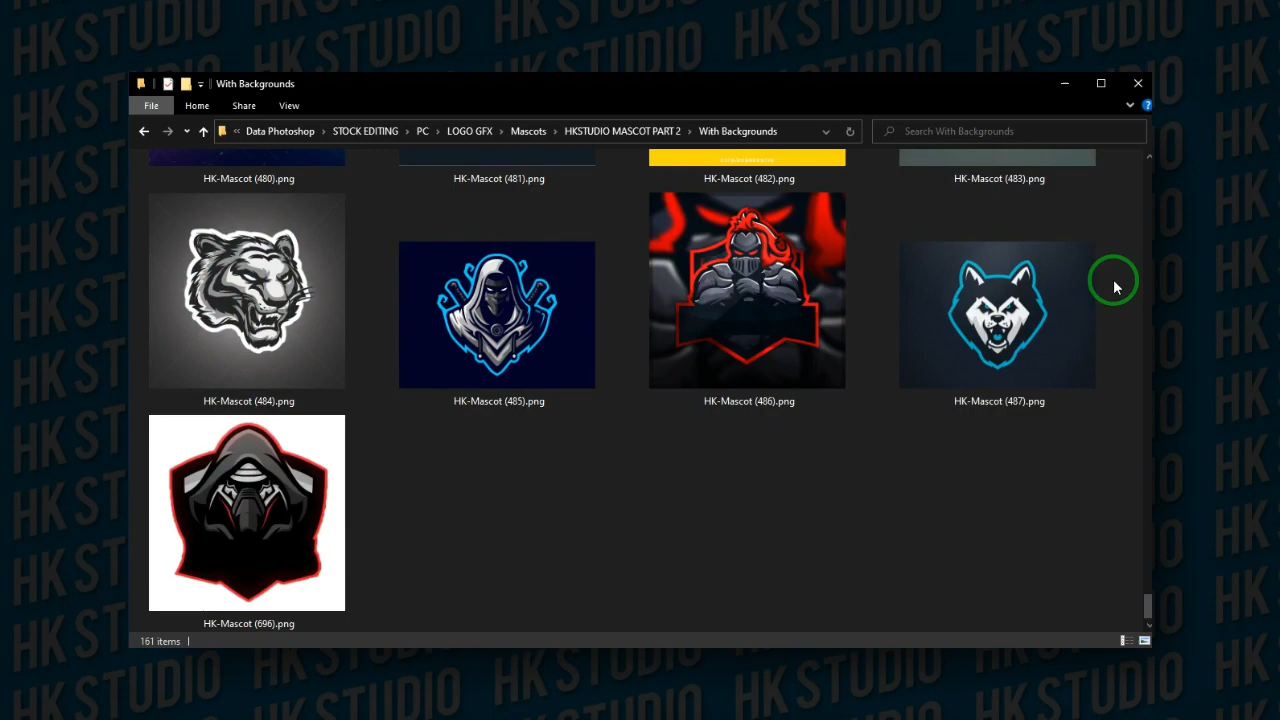 With Backgrounds
File Home Share View
« Data Photoshop > STOCK EDITING > PC > LOGO GFX > Mascots > HKSTUDIO MASCOT PART 2 > With Backgrounds
Search With Backgrounds
HK-Mascot (480).png
HK-Mascot (481).png
HK-Mascot (482).png
HK-Mascot (483).png
HK-Mascot (484).png
HK-Mascot (485).png
HK-Mascot (486).png
HK-Mascot (487).png
HK-Mascot (696).png
161 items
HK STUDIO